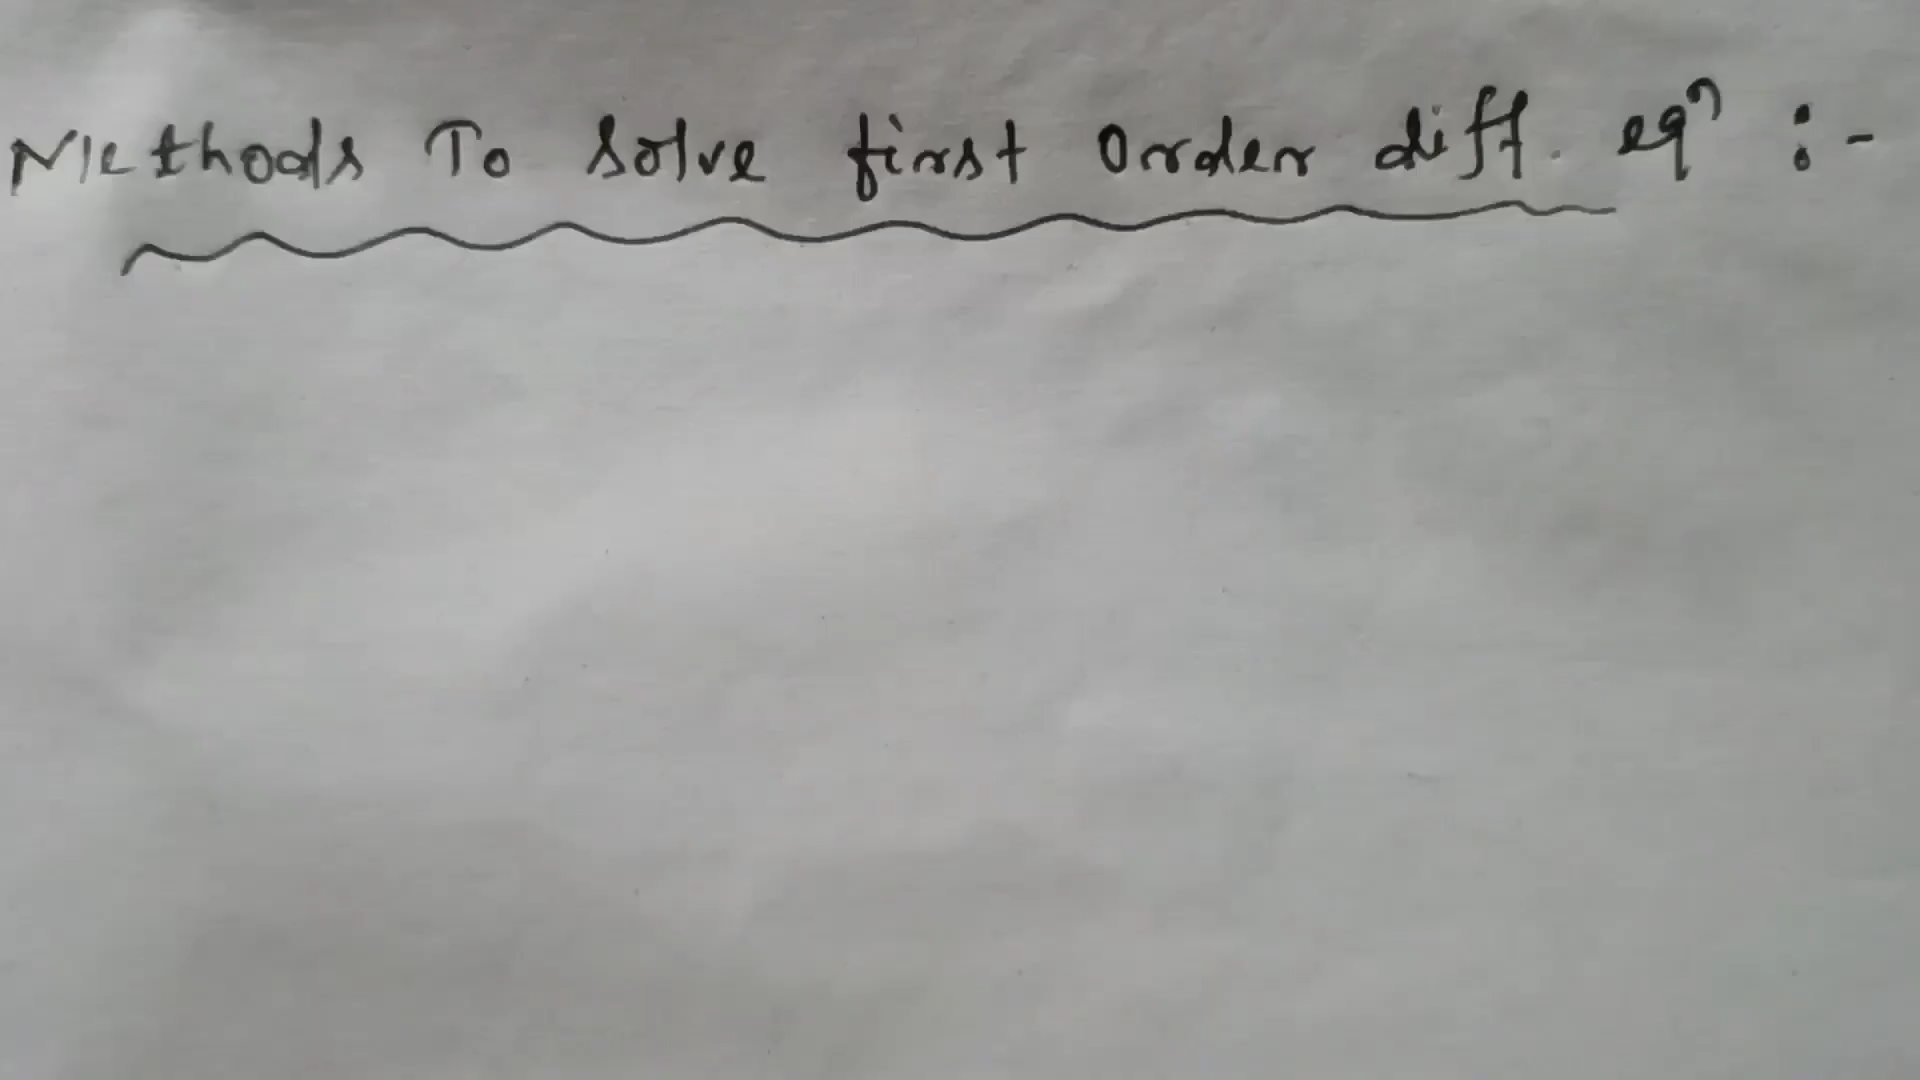 Methods To solve first Order diff. eqⁿ :-